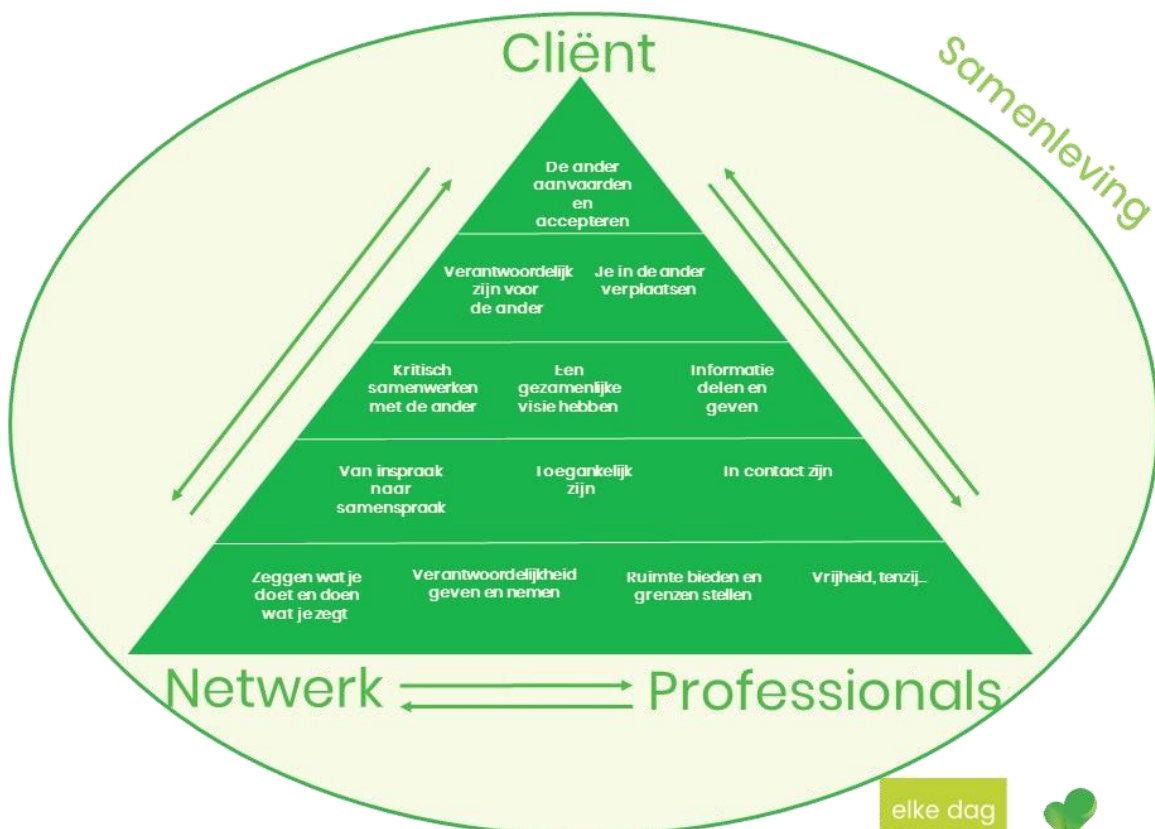 Cliënt
Samenleving
De ander
aanvaarden
en
accepteren
Verantwoordelijk
zijn voor
de ander
Je in de ander
verplaatsen
Kritisch
samenwerken
met de ander
Een
gezamenlijke
visie hebben
Informatie
delen en
geven
Van inspraak
naar
samenspraak
Toegankelijk
zijn
In contact zijn
Zeggen wat je
doet en doen
wat je zegt
Verantwoordelijkheid
geven en nemen
Ruimte bieden en
grenzen stellen
Vrijheid, tenzij...
Netwerk
Professionals
elke dag